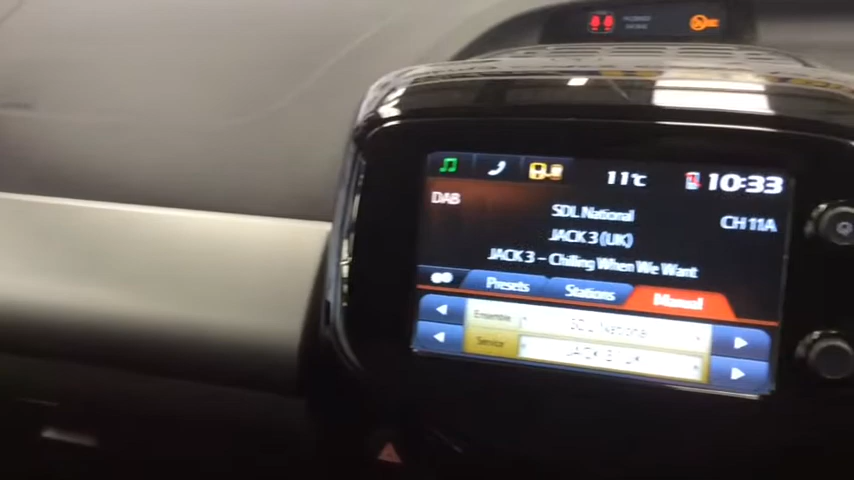 11°C
10:33
DAB
SDL National
CH 11A
JACK 3 (UK)
JACK 3 – Chilling When We Want
Presets
Stations
Manual
Ensemble
SDL National
Service
JACK 3 UK